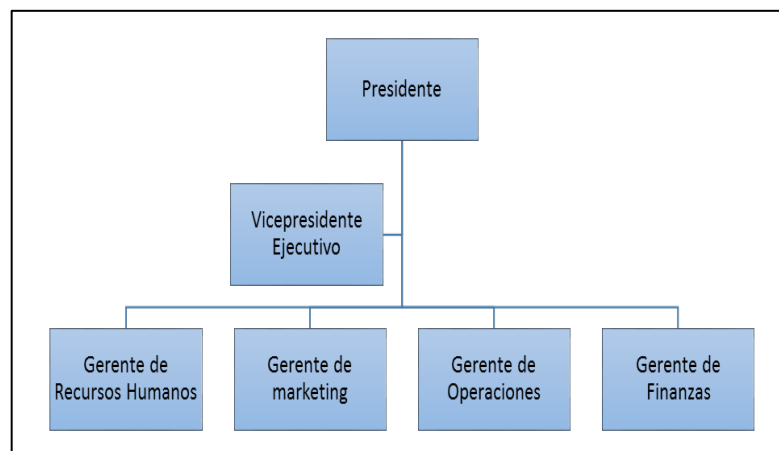 Presidente
Vicepresidente
Ejecutivo
Gerente de
Recursos Humanos
Gerente de
marketing
Gerente de
Operaciones
Gerente de
Finanzas